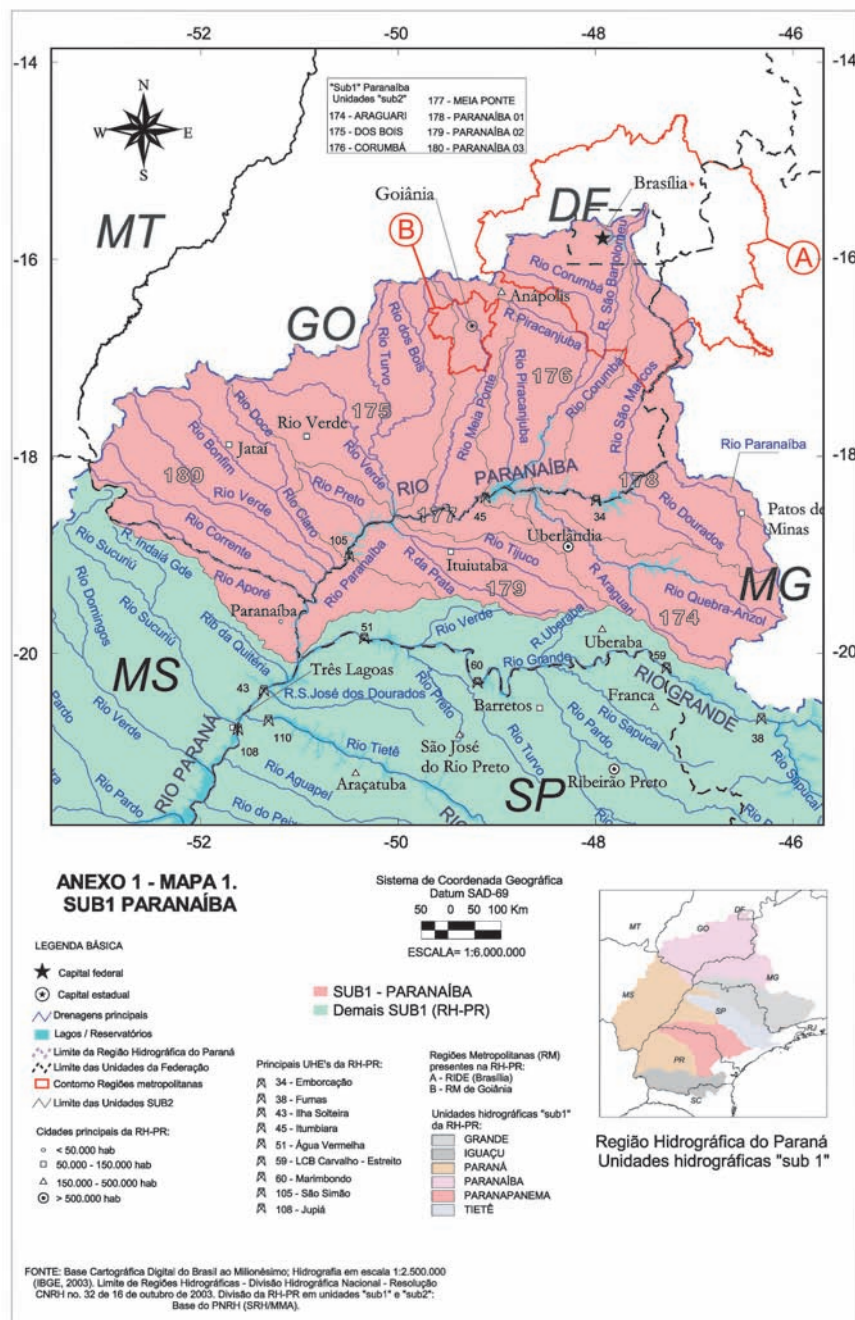 -52
-50
-48
-46
-14
"Sub1" Paranaíba
Unidades "sub2"
174 - ARAGUARI
175 - DOS BOIS
176 - CORUMBÁ
177 - MEIA PONTE
178 - PARANAÍBA 01
179 - PARANAÍBA 02
180 - PARANAÍBA 03
N
W
E
S
MT
Goiânia
DF
Brasília
B
A
-16
GO
Rio Corumbá
Anápolis
R. São Bartolomeu
R.Piracanjuba
Rio dos Bois
Rio Turvo
176
Rio Meia Ponte
Rio Piracanjuba
Rio Corumbá
Rio São Marcos
Rio Doce
Rio Verde
175
Jataí
Rio Bonfim
Rio Verde
Rio Paranaíba
-18
180
Rio Verde
Rio Preto
Rio Claro
RIO
PARANAÍBA
178
177
45
34
Rio Dourados
Patos de
Minas
Rio Corrente
105
Uberlândia
Rio Tijuco
Ituiutaba
R. Indaiá Gde
Rio Sucuriú
Rio Aporé
Rio Paranaíba
R.da Prata
179
R. Araguari
Rio Quebra-Anzol
MG
174
Paranaíba
Rio Domingos
Rio Sucuriú
51
Rio Verde
R.Uberaba
Uberaba
-20
MS
Rib da Quitéria
60
Rio Grande
59
RIO GRANDE
Três Lagoas
43
R.S.José dos Dourados
Rio Preto
Barretos
Franca
Pardo
Rio Verde
RIO PARANÁ
108
110
Rio Tietê
São José
do Rio Preto
Rio Turvo
Rio Pardo
Rio Sapucaí
38
Rio Sapucaí
Araçatuba
Rio Aguapeí
SP
Ribeirão Preto
Rio Pardo
Rio do Peixe
-52
-50
-48
-46
ANEXO 1 - MAPA 1.
SUB1 PARANAÍBA
Sistema de Coordenada Geográfica
Datum SAD-69
50 0 50 100 Km
ESCALA= 1:6.000.000
LEGENDA BÁSICA
Capital federal
Capital estadual
Drenagens principais
Lagos / Reservatórios
Limite da Região Hidrográfica do Paraná
Limite das Unidades da Federação
Contorno Regiões metropolitanas
Limite das Unidades SUB2
Cidades principais da RH-PR:
< 50.000 hab
50.000 - 150.000 hab
150.000 - 500.000 hab
> 500.000 hab
SUB1 - PARANAÍBA
Demais SUB1 (RH-PR)
Principais UHE's da RH-PR:
34 - Emborcação
38 - Furnas
43 - Ilha Solteira
45 - Itumbiara
51 - Água Vermelha
59 - LCB Carvalho - Estreito
60 - Marimbondo
105 - São Simão
108 - Jupiá
Regiões Metropolitanas (RM)
presentes na RH-PR:
A - RIDE (Brasília)
B - RM de Goiânia
Unidades hidrográficas "sub1"
da RH-PR:
GRANDE
IGUAÇU
PARANÁ
PARANAÍBA
PARANAPANEMA
TIETÊ
MT
DF
GO
MG
MS
SP
RJ
PR
SC
Região Hidrográfica do Paraná
Unidades hidrográficas "sub 1"
FONTE: Base Cartográfica Digital do Brasil ao Milionésimo; Hidrografia em escala 1:2.500.000
(IBGE, 2003). Limite de Regiões Hidrográficas - Divisão Hidrográfica Nacional - Resolução
CNRH no. 32 de 16 de outubro de 2003. Divisão da RH-PR em unidades "sub1" e "sub2":
Base do PNRH (SRH/MMA).